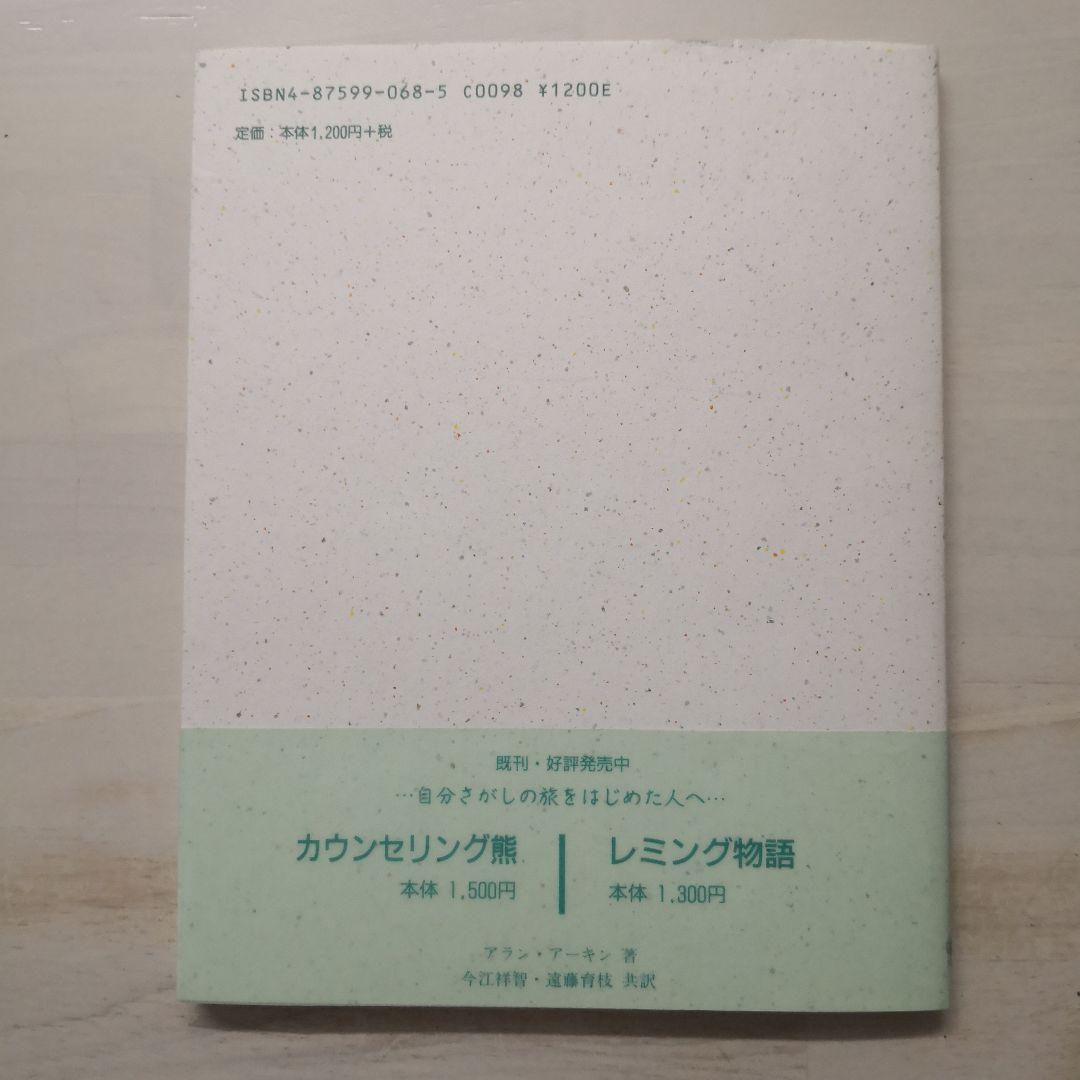 ISBN4-87599-068-5 C0098 ¥1200E
定価：本体1,200円＋税
既刊・好評発売中
…自分さがしの旅をはじめた人へ…
カウンセリング熊
本体 1,500円
レミング物語
本体 1,300円
アラン・アーキン 著
今江祥智・遠藤育枝 共訳